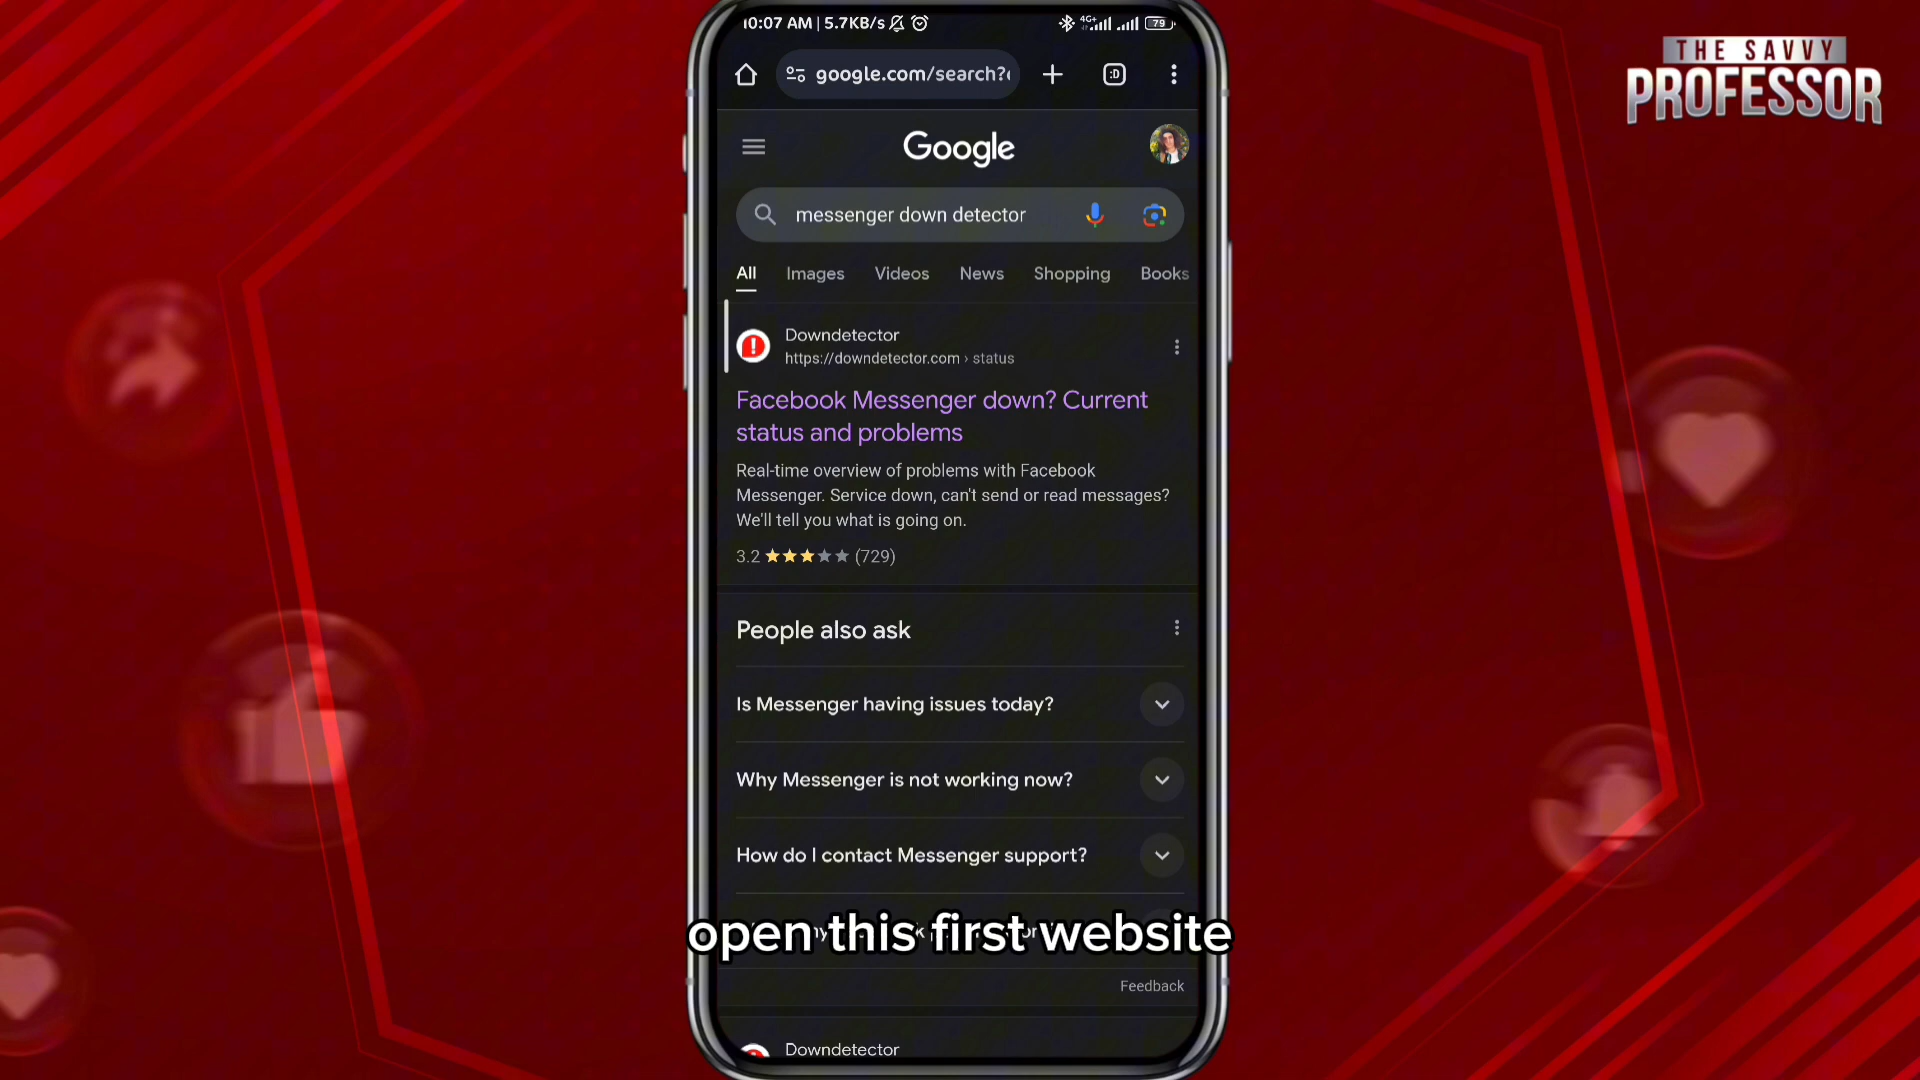 10:07 AM | 5.7KB/s
4G+
79
THE SAVVY
PROFESSOR
google.com/search?
:D
Google
messenger down detector
All Images Videos News Shopping Books
Downdetector
https://downdetector.com › status
Facebook Messenger down? Current
status and problems
Real-time overview of problems with Facebook
Messenger. Service down, can't send or read messages?
We'll tell you what is going on.
3.2 ★★★★★ (729)
People also ask
Is Messenger having issues today?
Why Messenger is not working now?
How do I contact Messenger support?
open this first website
Feedback
Downdetector